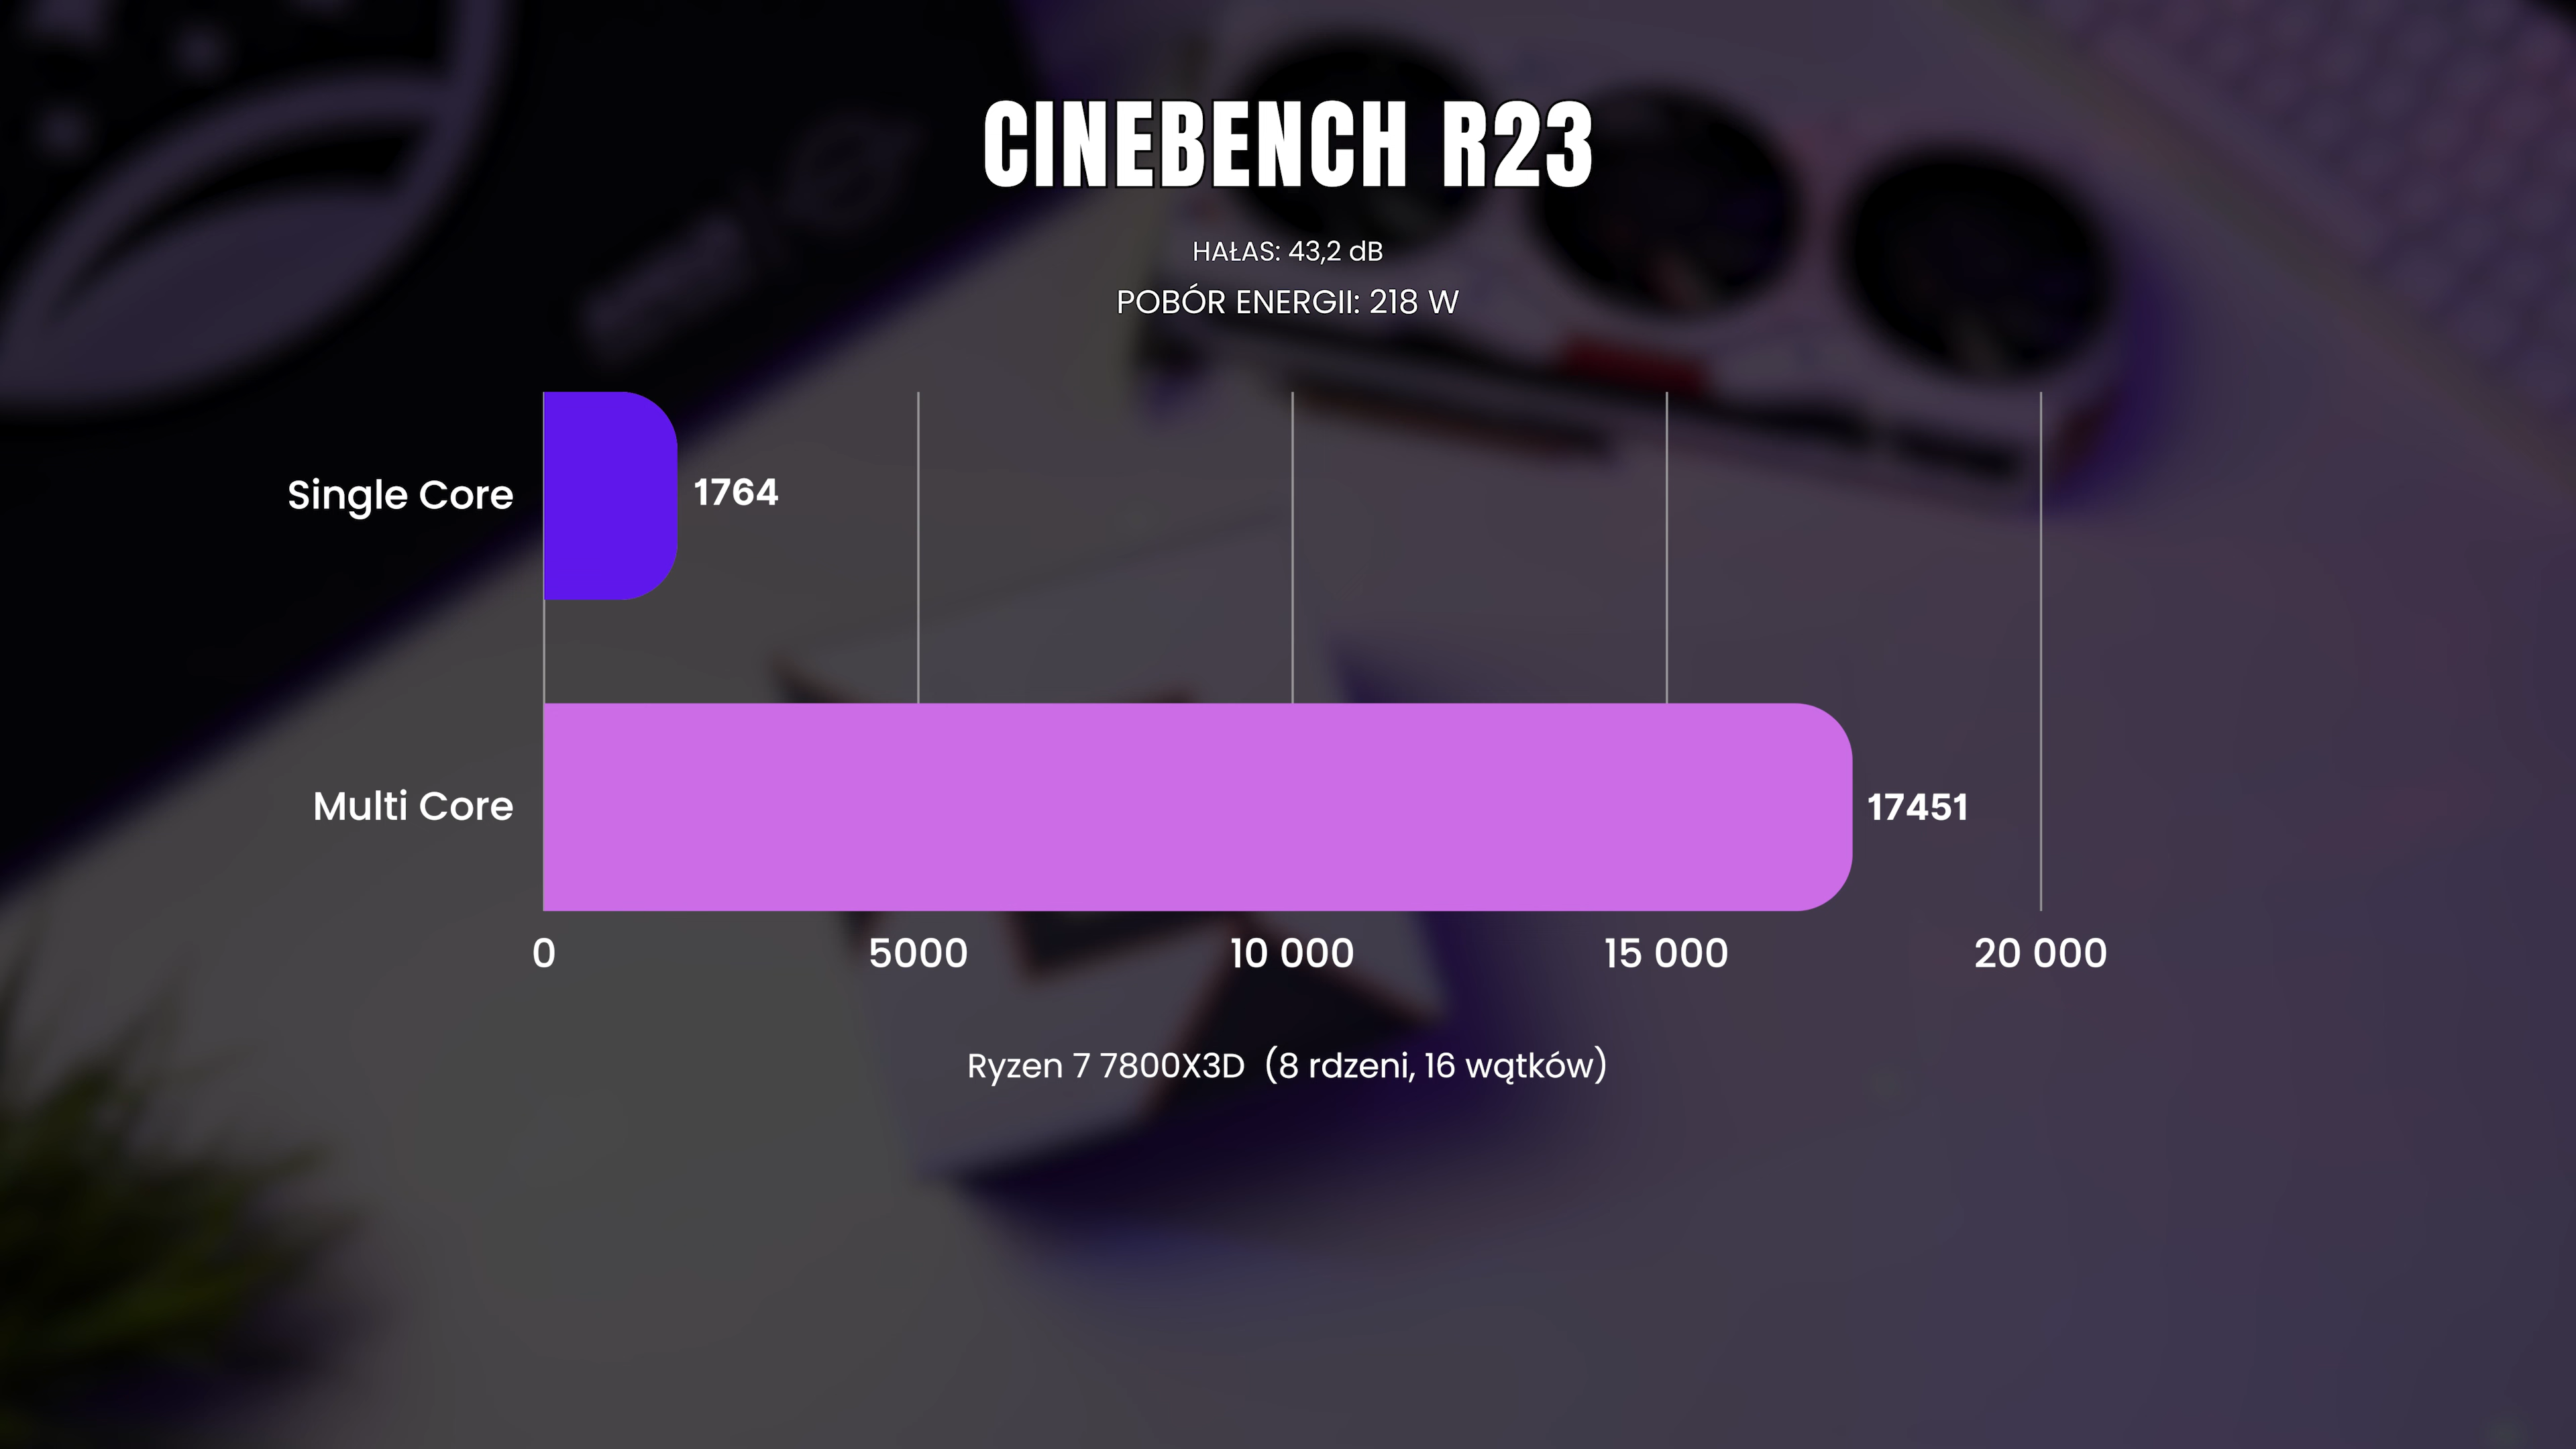 CINEBENCH R23
HAŁAS: 43,2 dB
POBÓR ENERGII: 218 W
Single Core 1764
Multi Core 17451
0 5000 10 000 15 000 20 000
Ryzen 7 7800X3D (8 rdzeni, 16 wątków)